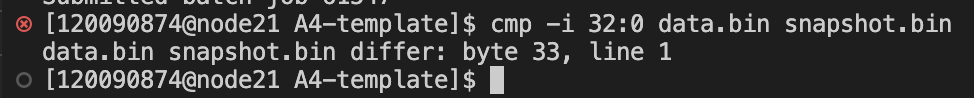 [120090874@node21 A4-template]$ cmp -i 32:0 data.bin snapshot.bin
data.bin snapshot.bin differ: byte 33, line 1
[120090874@node21 A4-template]$